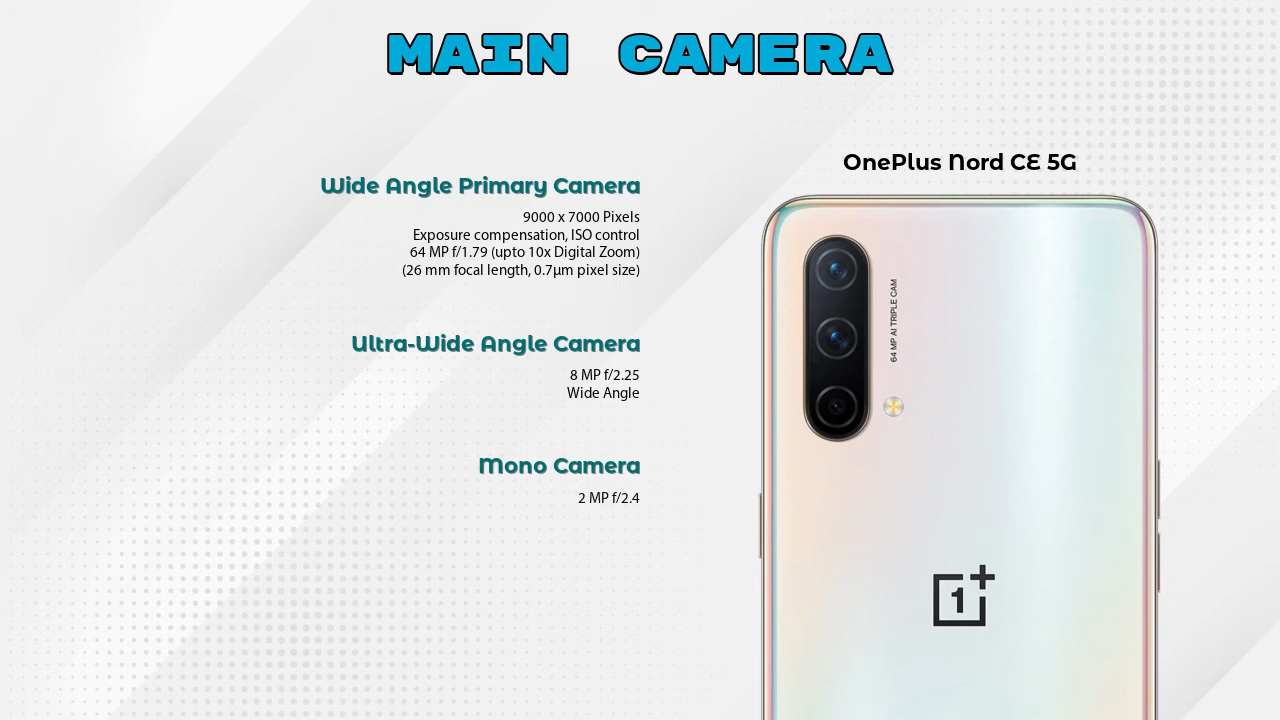 MAIN CAMERA
OnePlus Nord CE 5G
Wide Angle Primary Camera
9000 x 7000 Pixels
Exposure compensation, ISO control
64 MP f/1.79 (upto 10x Digital Zoom)
(26 mm focal length, 0.7µm pixel size)
Ultra-Wide Angle Camera
8 MP f/2.25
Wide Angle
Mono Camera
2 MP f/2.4
64 MP AI TRIPLE CAM
1+